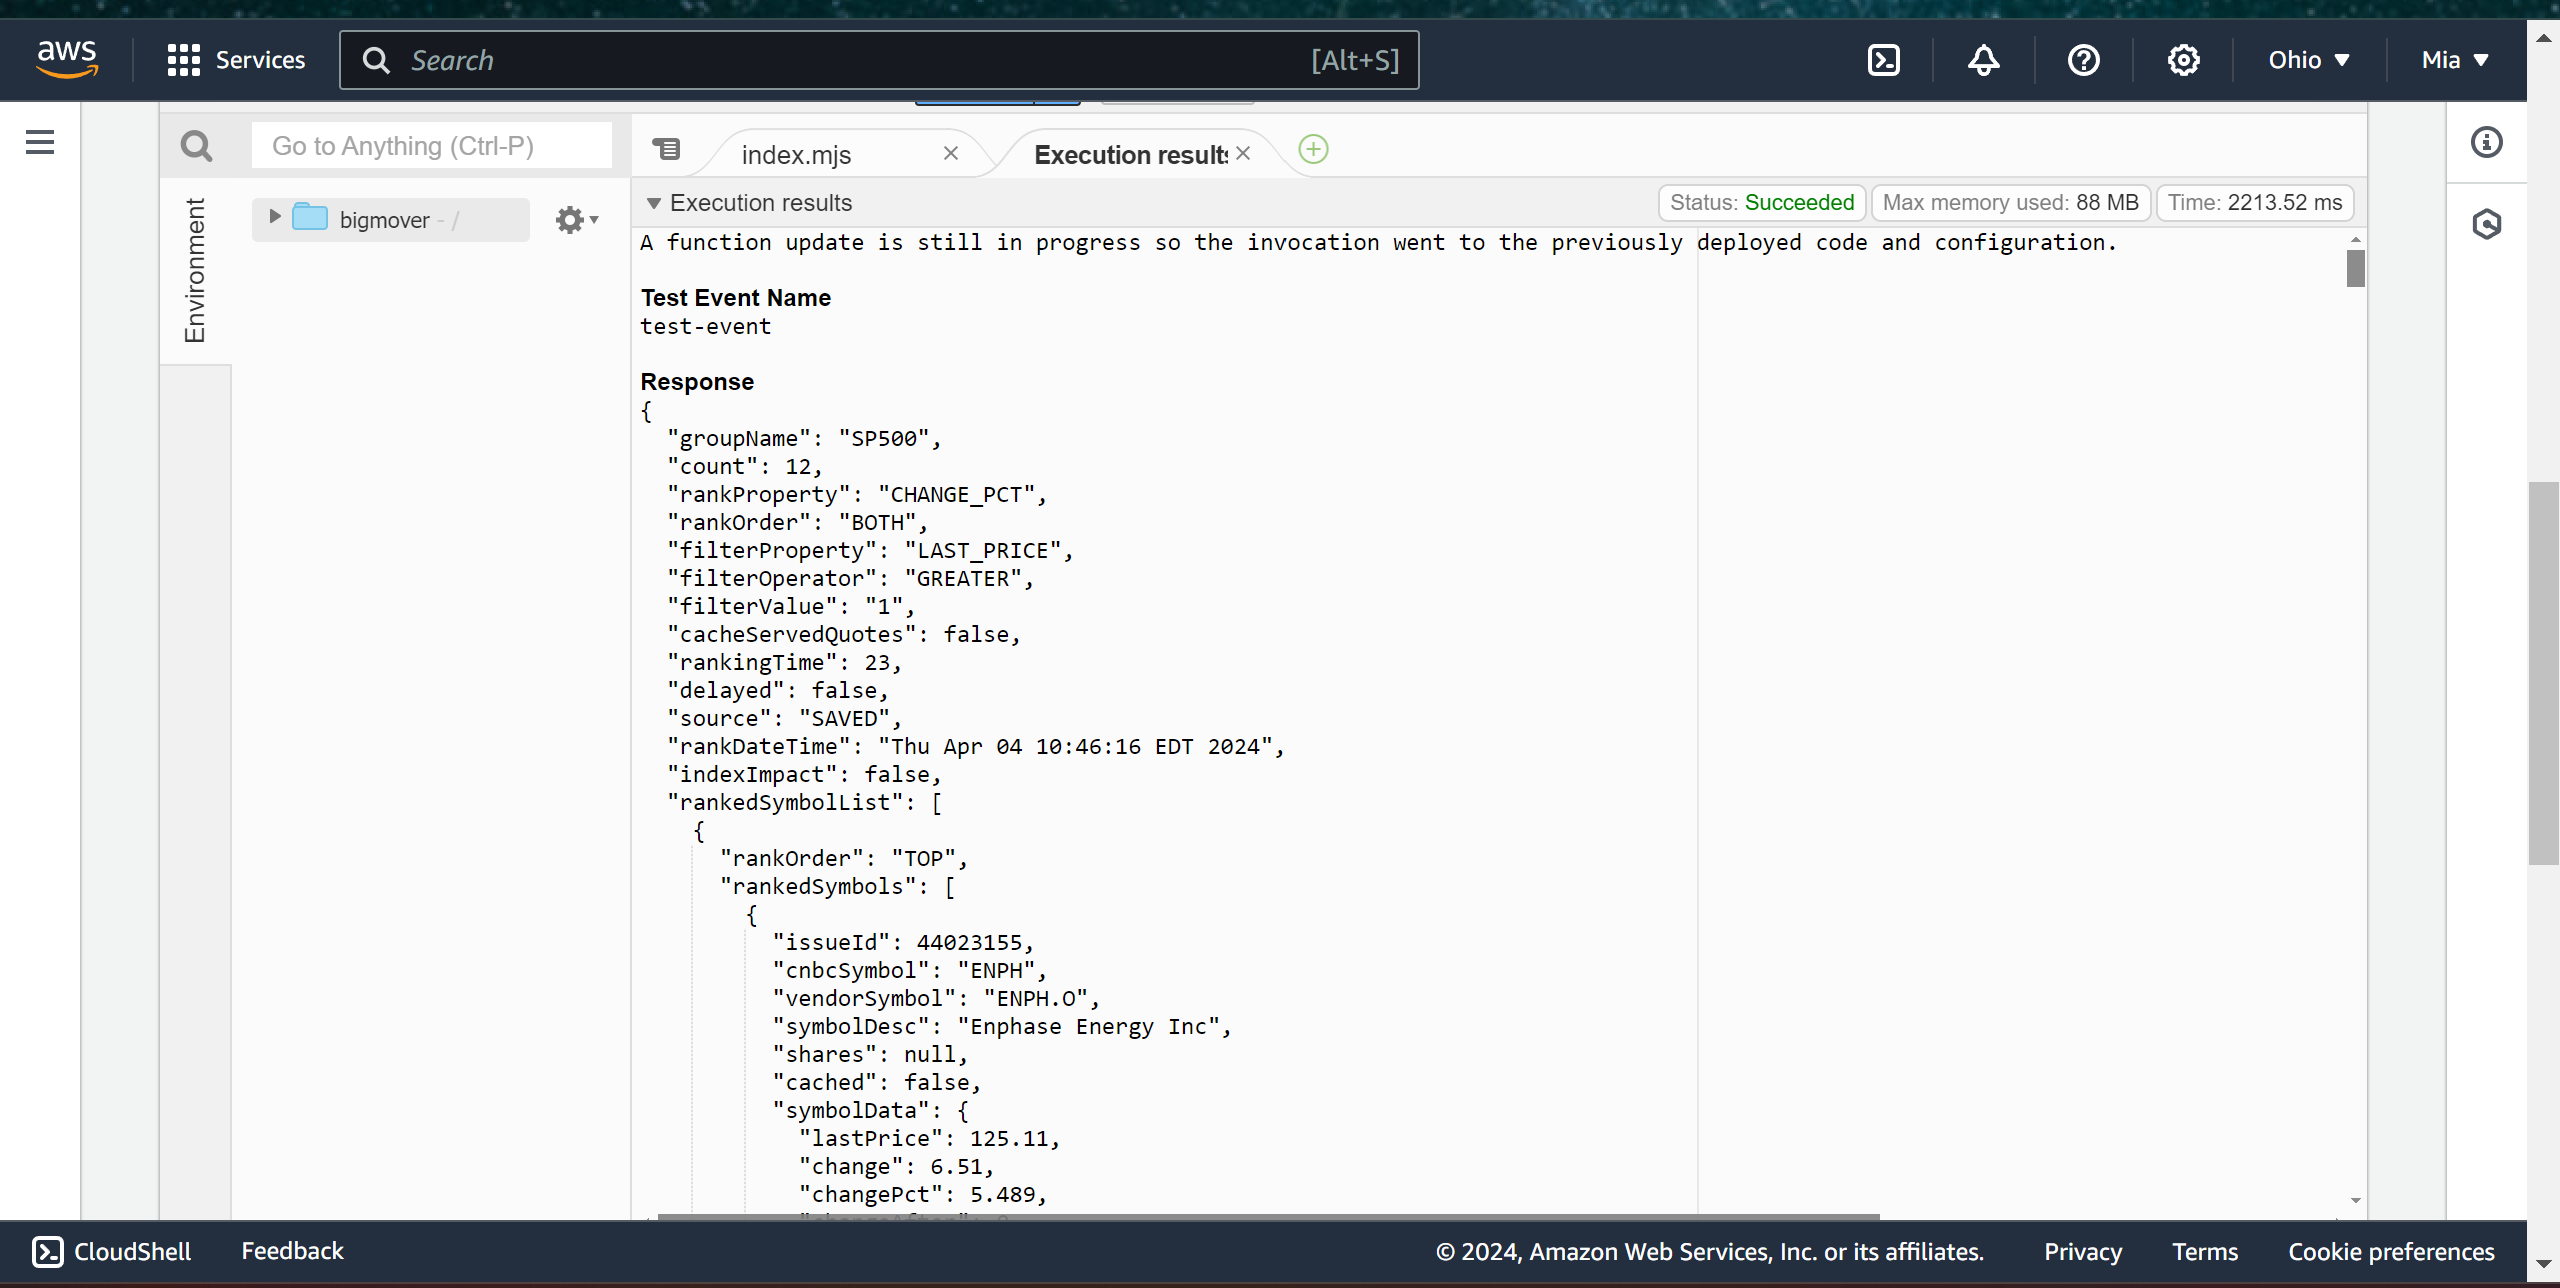 aws
Services
Search
[Alt+S]
Ohio
Mia
Go to Anything (Ctrl-P)
index.mjs
Execution results
Environment
bigmover - /
Execution results
Status: Succeeded
Max memory used: 88 MB
Time: 2213.52 ms
A function update is still in progress so the invocation went to the previously deployed code and configuration.
Test Event Name
test-event
Response
{
"groupName": "SP500",
"count": 12,
"rankProperty": "CHANGE_PCT",
"rankOrder": "BOTH",
"filterProperty": "LAST_PRICE",
"filterOperator": "GREATER",
"filterValue": "1",
"cacheServedQuotes": false,
"rankingTime": 23,
"delayed": false,
"source": "SAVED",
"rankDateTime": "Thu Apr 04 10:46:16 EDT 2024",
"indexImpact": false,
"rankedSymbolList": [
{
"rankOrder": "TOP",
"rankedSymbols": [
{
"issueId": 44023155,
"cnbcSymbol": "ENPH",
"vendorSymbol": "ENPH.O",
"symbolDesc": "Enphase Energy Inc",
"shares": null,
"cached": false,
"symbolData": {
"lastPrice": 125.11,
"change": 6.51,
"changePct": 5.489,
CloudShell
Feedback
© 2024, Amazon Web Services, Inc. or its affiliates.
Privacy
Terms
Cookie preferences